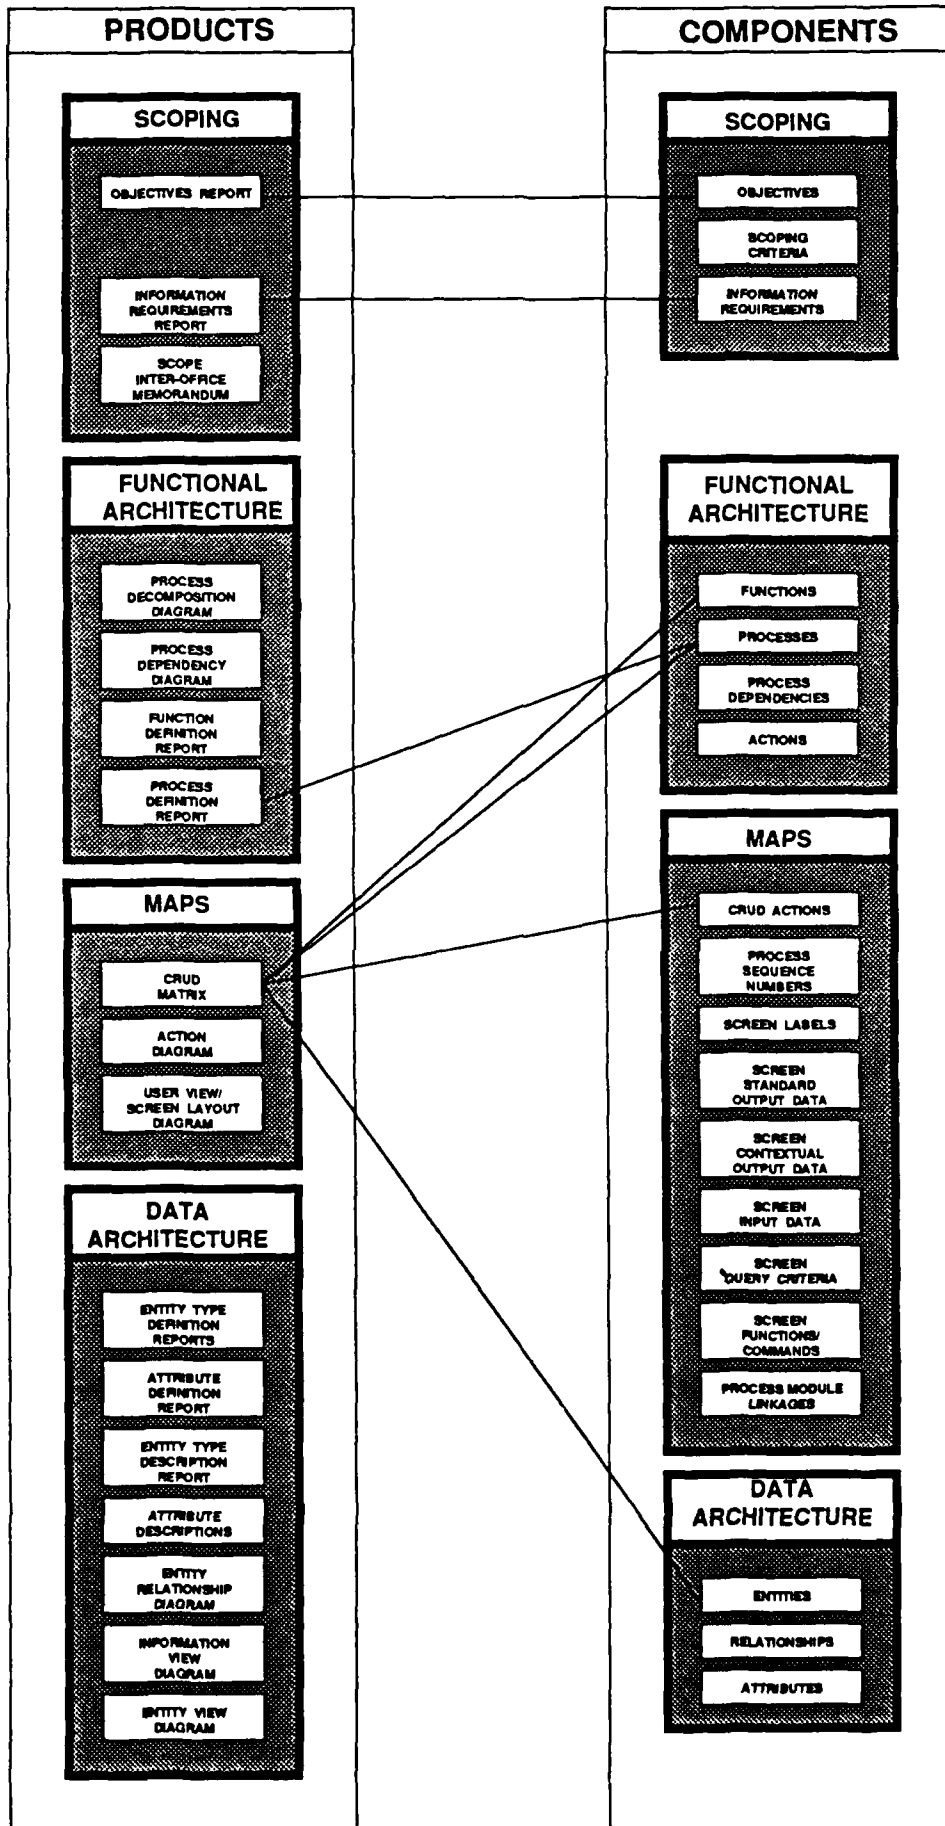 PRODUCTS
SCOPING
OBJECTIVES REPORT
INFORMATION
REQUIREMENTS
REPORT
SCOPE
INTER-OFFICE
MEMORANDUM
FUNCTIONAL
ARCHITECTURE
PROCESS
DECOMPOSITION
DIAGRAM
PROCESS
DEPENDENCY
DIAGRAM
FUNCTION
DEFINITION
REPORT
PROCESS
DEFINITION
REPORT
MAPS
CRUD
MATRIX
ACTION
DIAGRAM
USER VIEW/
SCREEN LAYOUT
DIAGRAM
DATA
ARCHITECTURE
ENTITY TYPE
DEFINITION
REPORTS
ATTRIBUTE
DEFINITION
REPORT
ENTITY TYPE
DESCRIPTION
REPORT
ATTRIBUTE
DESCRIPTIONS
ENTITY
RELATIONSHIP
DIAGRAM
INFORMATION
VIEW
DIAGRAM
ENTITY VIEW
DIAGRAM
COMPONENTS
SCOPING
OBJECTIVES
SCOPING
CRITERIA
INFORMATION
REQUIREMENTS
FUNCTIONAL
ARCHITECTURE
FUNCTIONS
PROCESSES
PROCESS
DEPENDENCIES
ACTIONS
MAPS
CRUD ACTIONS
PROCESS
SEQUENCE
NUMBERS
SCREEN LABELS
SCREEN
STANDARD
OUTPUT DATA
SCREEN
CONTEXTUAL
OUTPUT DATA
SCREEN
INPUT DATA
SCREEN
QUERY CRITERIA
SCREEN
FUNCTIONS/
COMMANDS
PROCESS MODULE
LINKAGES
DATA
ARCHITECTURE
ENTITIES
RELATIONSHIPS
ATTRIBUTES